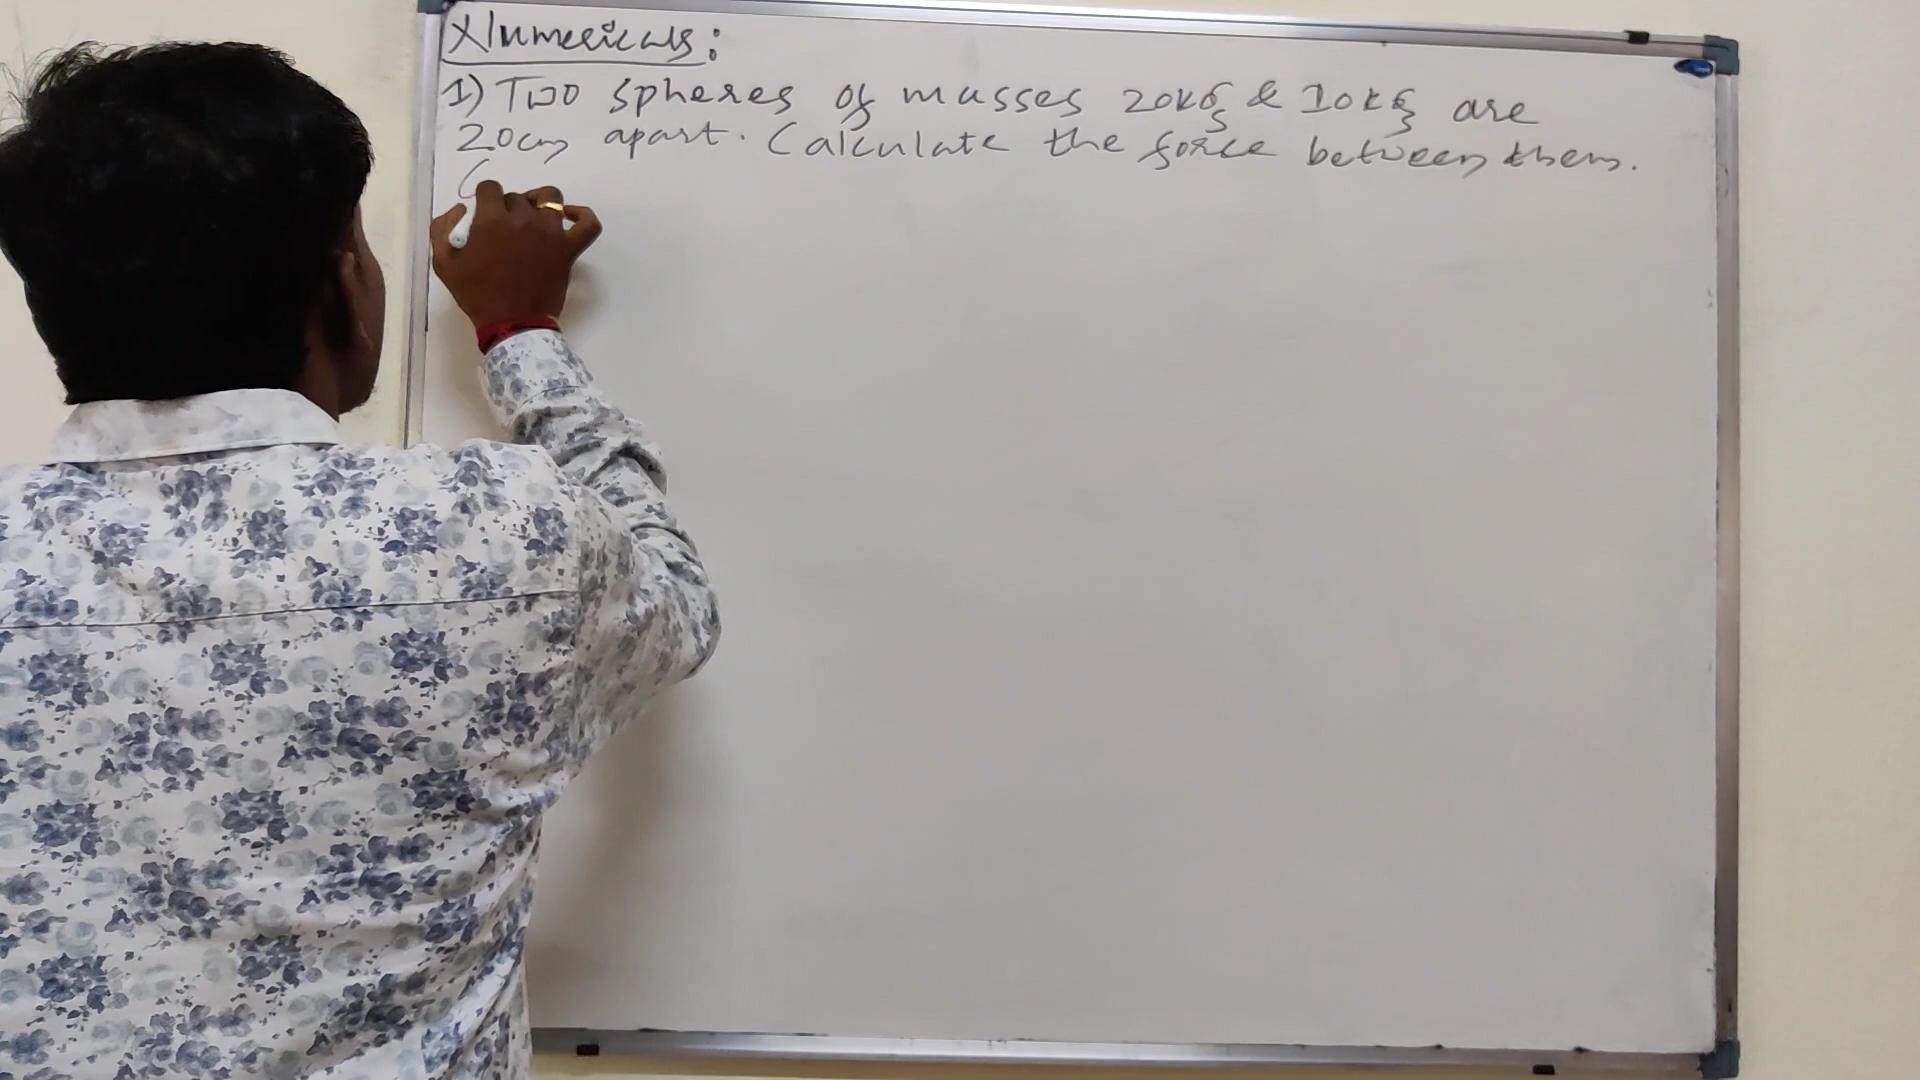 Numericals:
1) Two spheres of masses 20kg & 10kg are
20cm apart. Calculate the force between them.
(